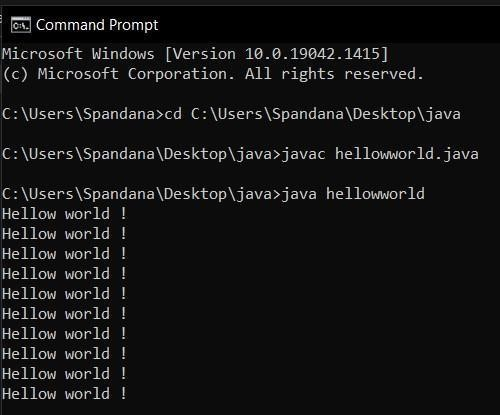 Command Prompt
Microsoft Windows [Version 10.0.19042.1415]
(c) Microsoft Corporation. All rights reserved.
C:\Users\Spandana>cd C:\Users\Spandana\Desktop\java
C:\Users\Spandana\Desktop\java>javac hellowworld.java
C:\Users\Spandana\Desktop\java>java hellowworld
Hellow world !
Hellow world !
Hellow world !
Hellow world !
Hellow world !
Hellow world !
Hellow world !
Hellow world !
Hellow world !
Hellow world !